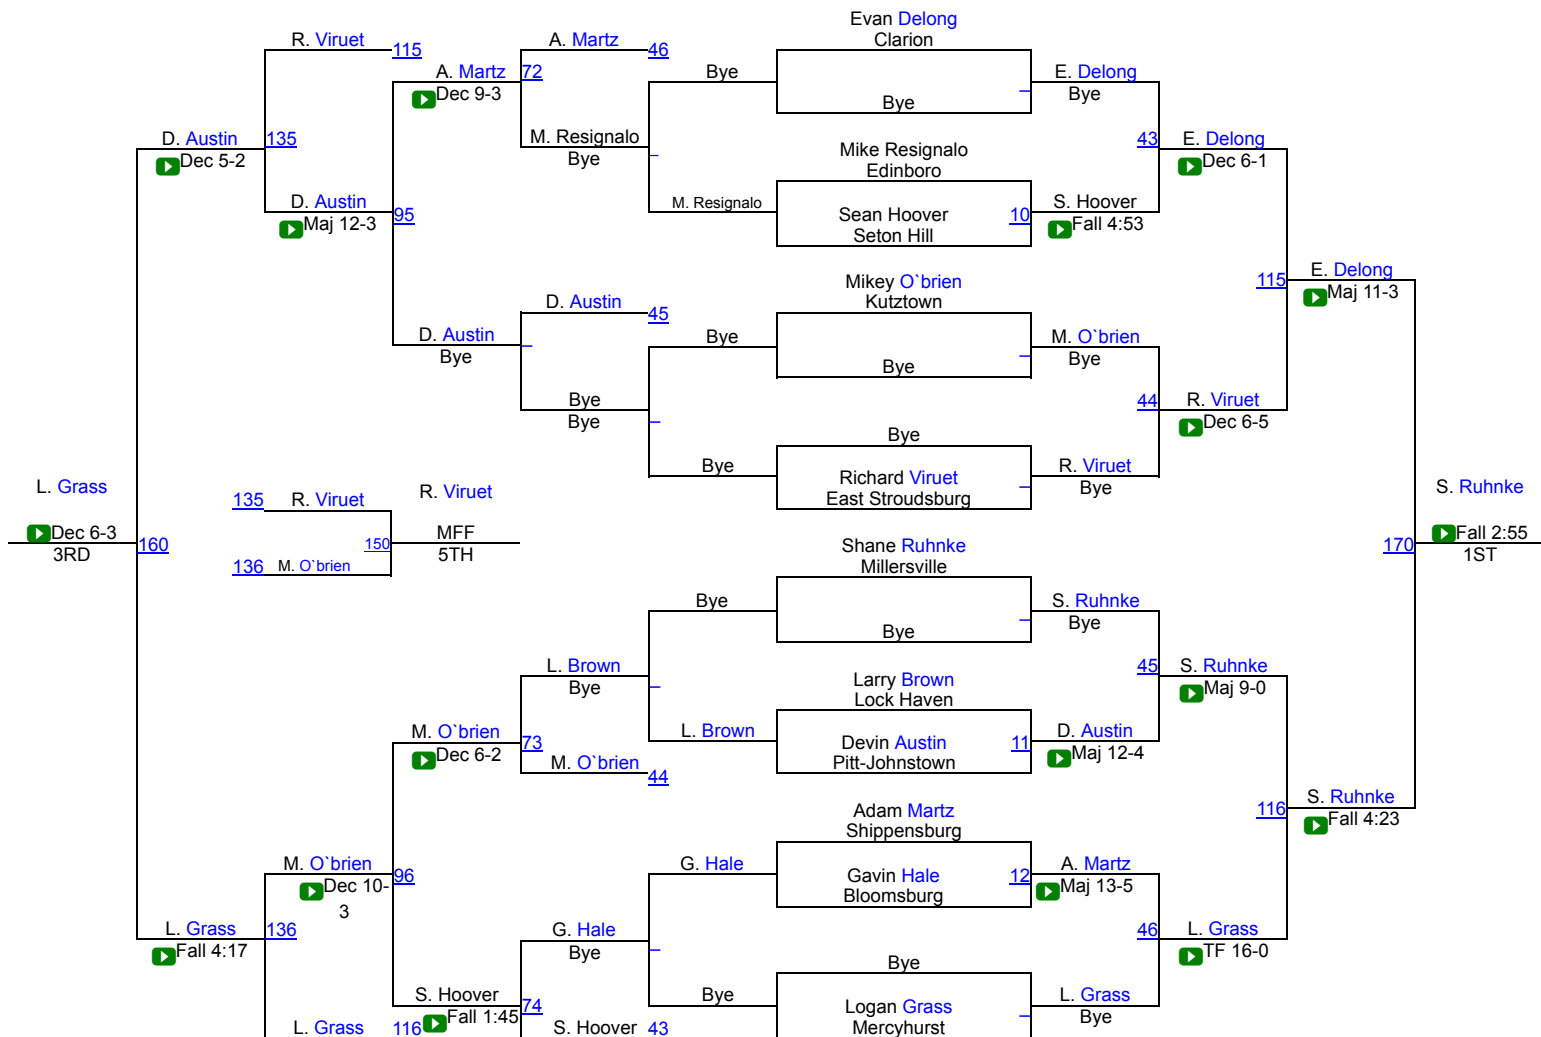 Evan Delong
Clarion
R. Viruet
115
A. Martz
46
A. Martz
72
Dec 9-3
Bye
E. Delong
Bye
Bye
D. Austin
135
Dec 5-2
M. Resignalo
Bye
Mike Resignalo
Edinboro
43
E. Delong
Dec 6-1
D. Austin
Maj 12-3
95
M. Resignalo
Sean Hoover
Seton Hill
10
S. Hoover
Fall 4:53
Mikey O`brien
Kutztown
115
E. Delong
Maj 11-3
D. Austin
45
D. Austin
Bye
Bye
M. O`brien
Bye
Bye
Bye
Bye
44
R. Viruet
Dec 6-5
Bye
Bye
Richard Viruet
East Stroudsburg
R. Viruet
Bye
L. Grass
Dec 6-3
3RD
160
135
R. Viruet
R. Viruet
136
M. O`brien
150
MFF
5TH
S. Ruhnke
170
Fall 2:55
1ST
Shane Ruhnke
Millersville
Bye
S. Ruhnke
Bye
Bye
L. Brown
Bye
Larry Brown
Lock Haven
45
S. Ruhnke
Maj 9-0
M. O`brien
Dec 6-2
73
L. Brown
Devin Austin
Pitt-Johnstown
11
D. Austin
Maj 12-4
M. O`brien
44
Adam Martz
Shippensburg
116
S. Ruhnke
Fall 4:23
M. O`brien
Dec 10-
3
96
G. Hale
Gavin Hale
Bloomsburg
12
A. Martz
Maj 13-5
L. Grass
Fall 4:17
136
G. Hale
Bye
46
L. Grass
TF 16-0
Bye
S. Hoover
Fall 1:45
74
Bye
Logan Grass
Mercyhurst
L. Grass
Bye
L. Grass
116
S. Hoover
43